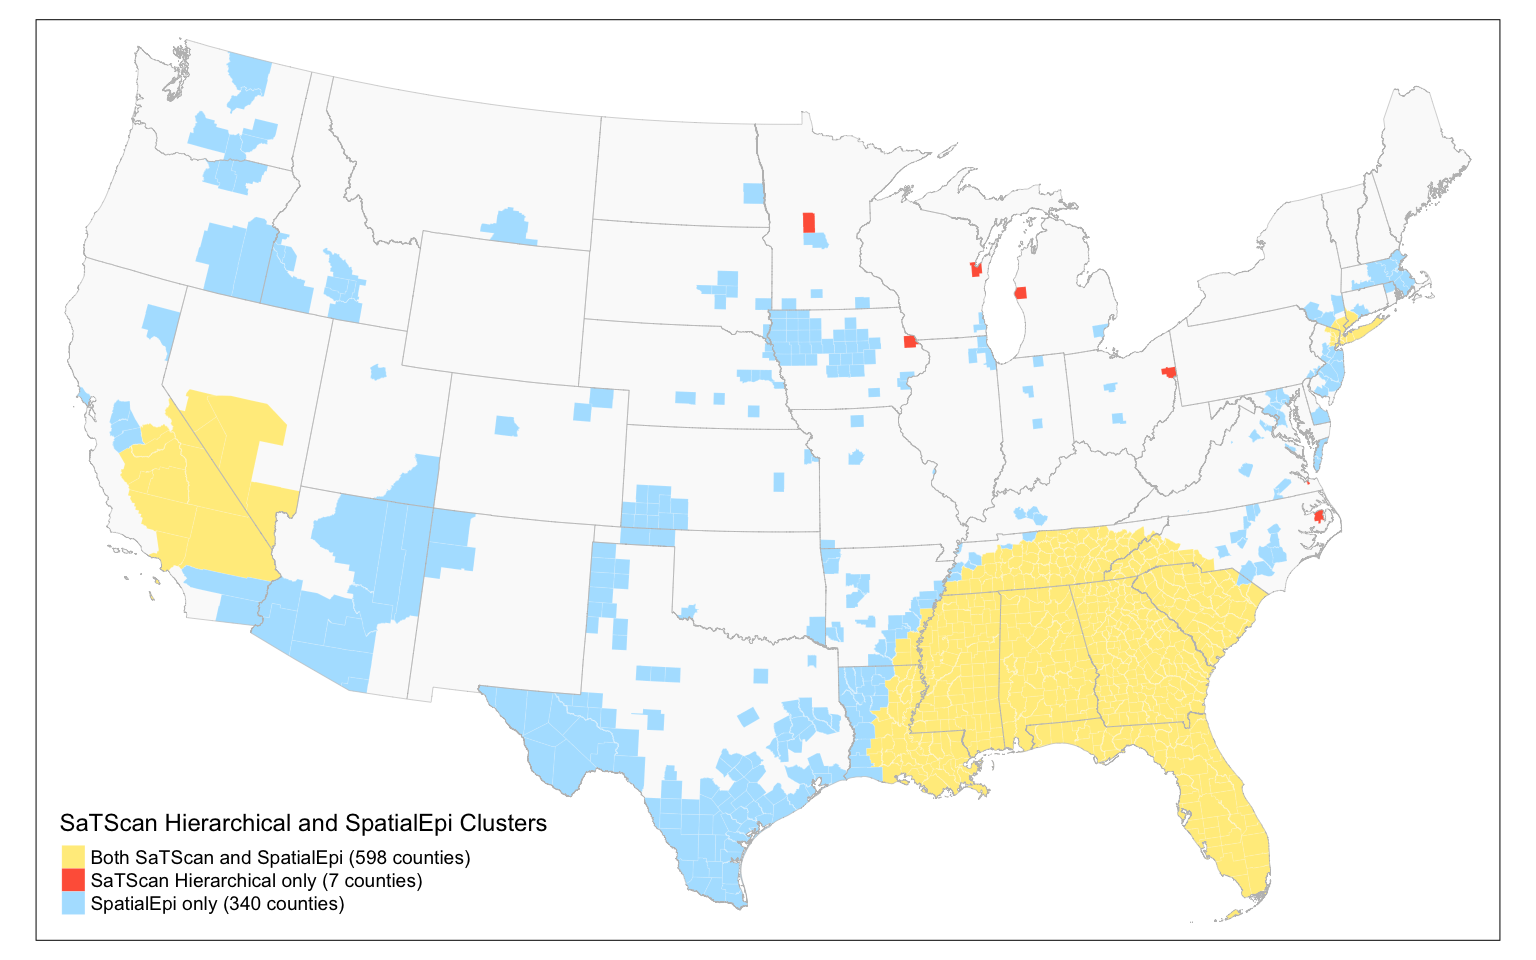 SaTScan Hierarchical and SpatialEpi Clusters
Both SaTScan and SpatialEpi (598 counties)
SaTScan Hierarchical only (7 counties)
SpatialEpi only (340 counties)